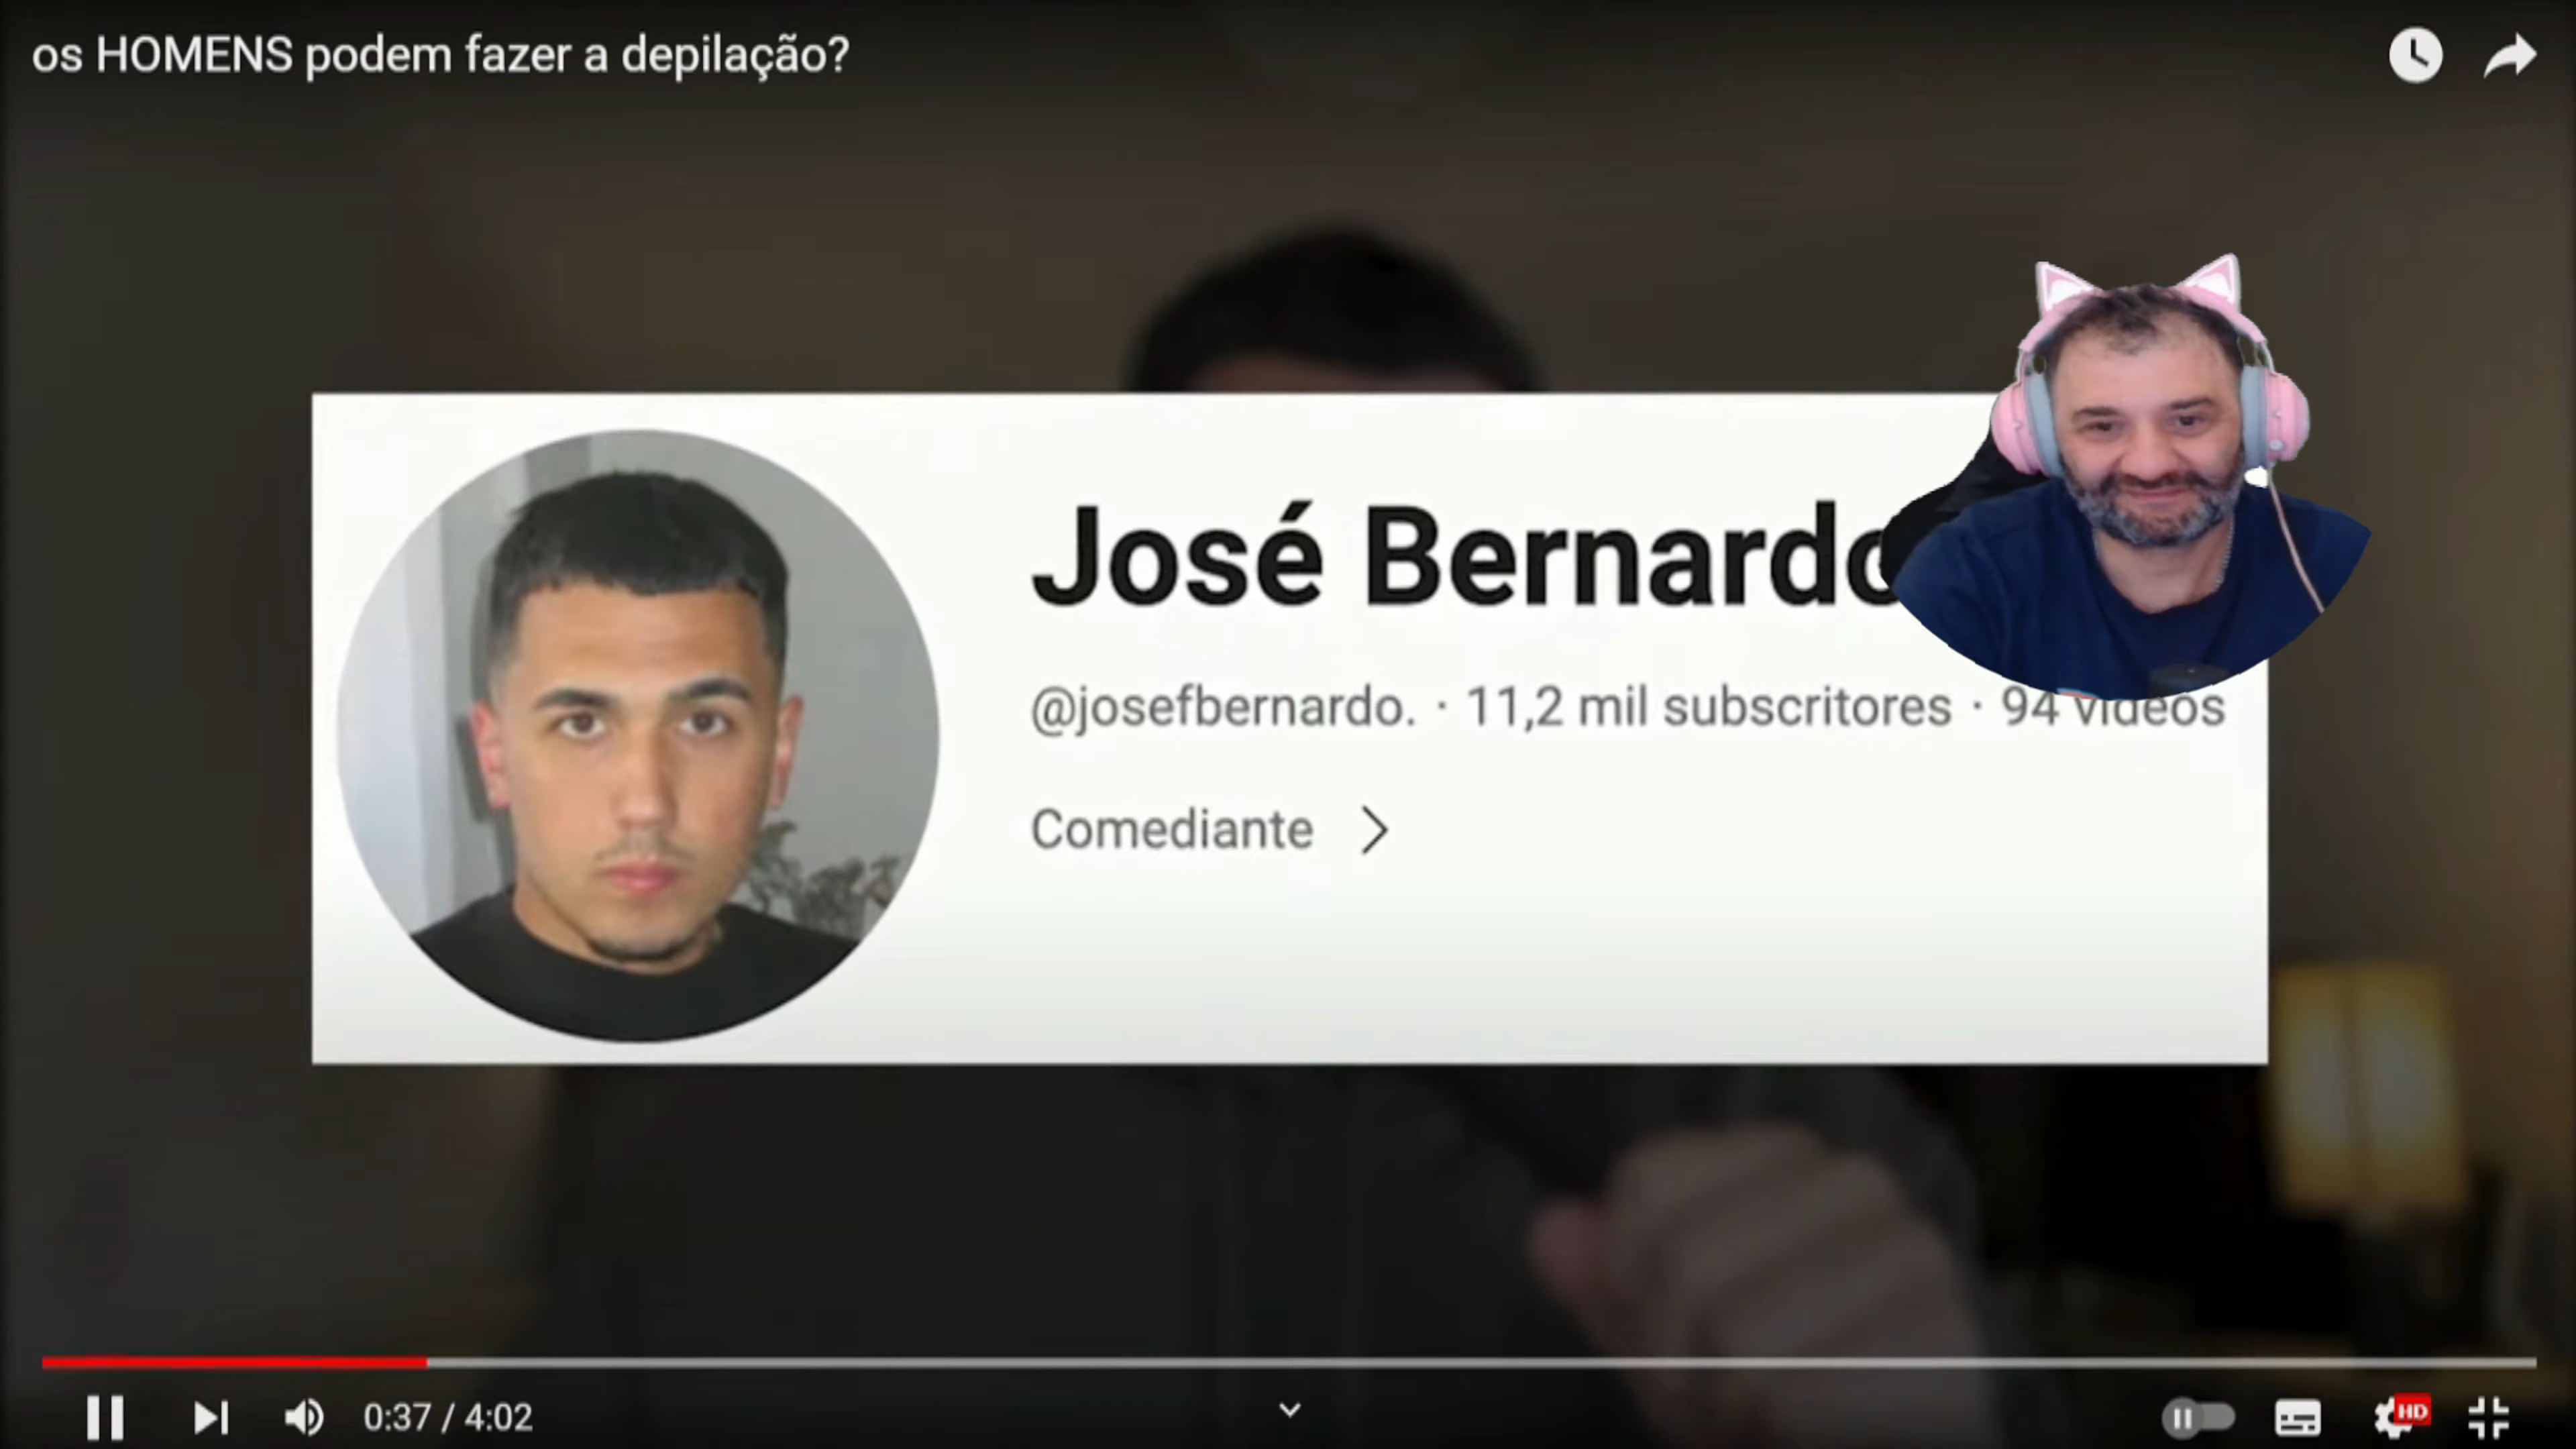 os HOMENS podem fazer a depilação?
José Bernardo
@josefbernardo. · 11,2 mil subscritores · 94 vídeos
Comediante
0:37 / 4:02
HD